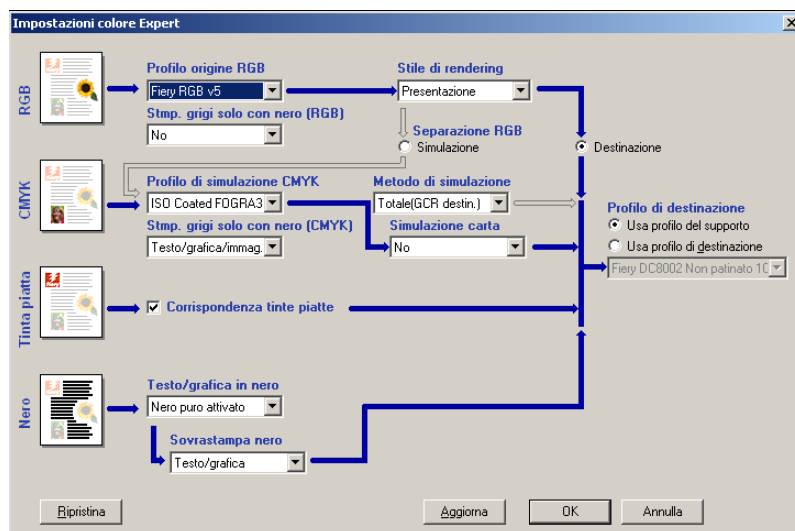 Impostazioni colore Expert
RGB
Profilo origine RGB
Fiery RGB v5
Stile di rendering
Presentazione
Stmp. grigi solo con nero (RGB)
No
Separazione RGB
Simulazione
Destinazione
CMYK
Profilo di simulazione CMYK
ISO Coated FOGRA3
Metodo di simulazione
Totale(GCR destin.)
Stmp. grigi solo con nero (CMYK)
Testo/grafica/immag.
Simulazione carta
No
Profilo di destinazione
Usa profilo del supporto
Usa profilo di destinazione
Fiery DC8002 Non patinato 10
Tinta piatta
Corrispondenza tinte piatte
Nero
Testo/grafica in nero
Nero puro attivato
Sovrastampa nero
Testo/grafica
Ripristina
Aggiorna
OK
Annulla